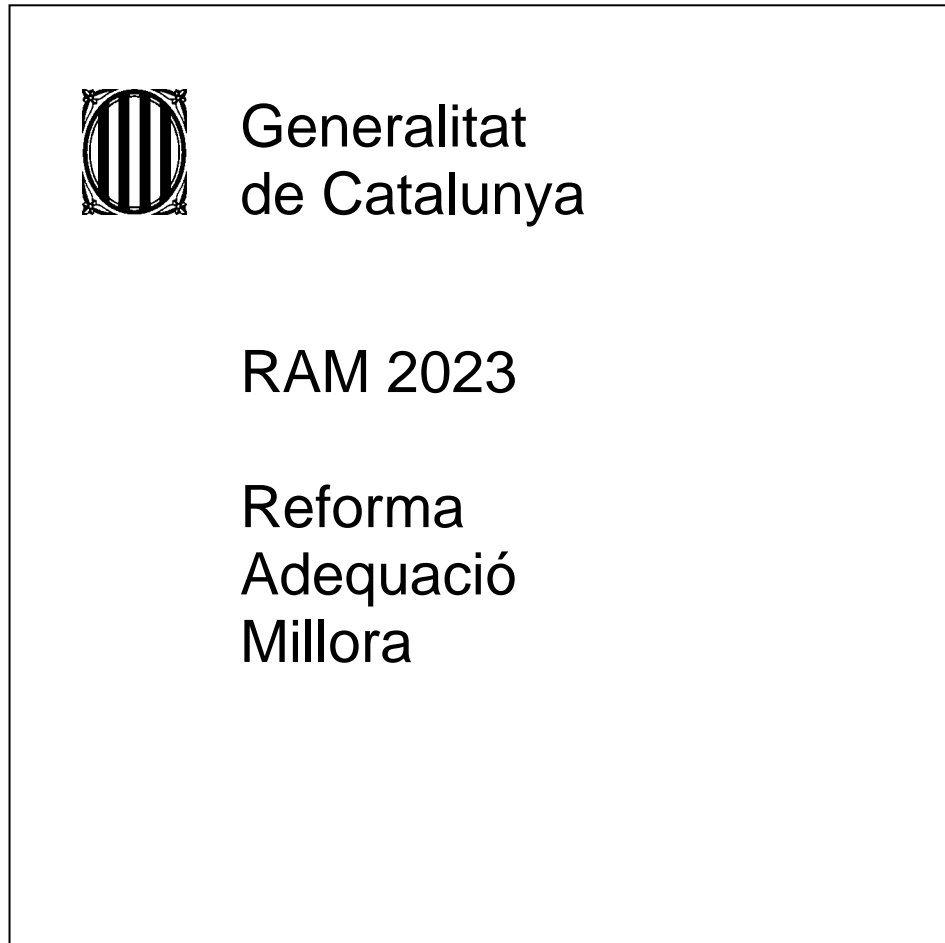 Generalitat
de Catalunya
RAM 2023
Reforma
Adequació
Millora